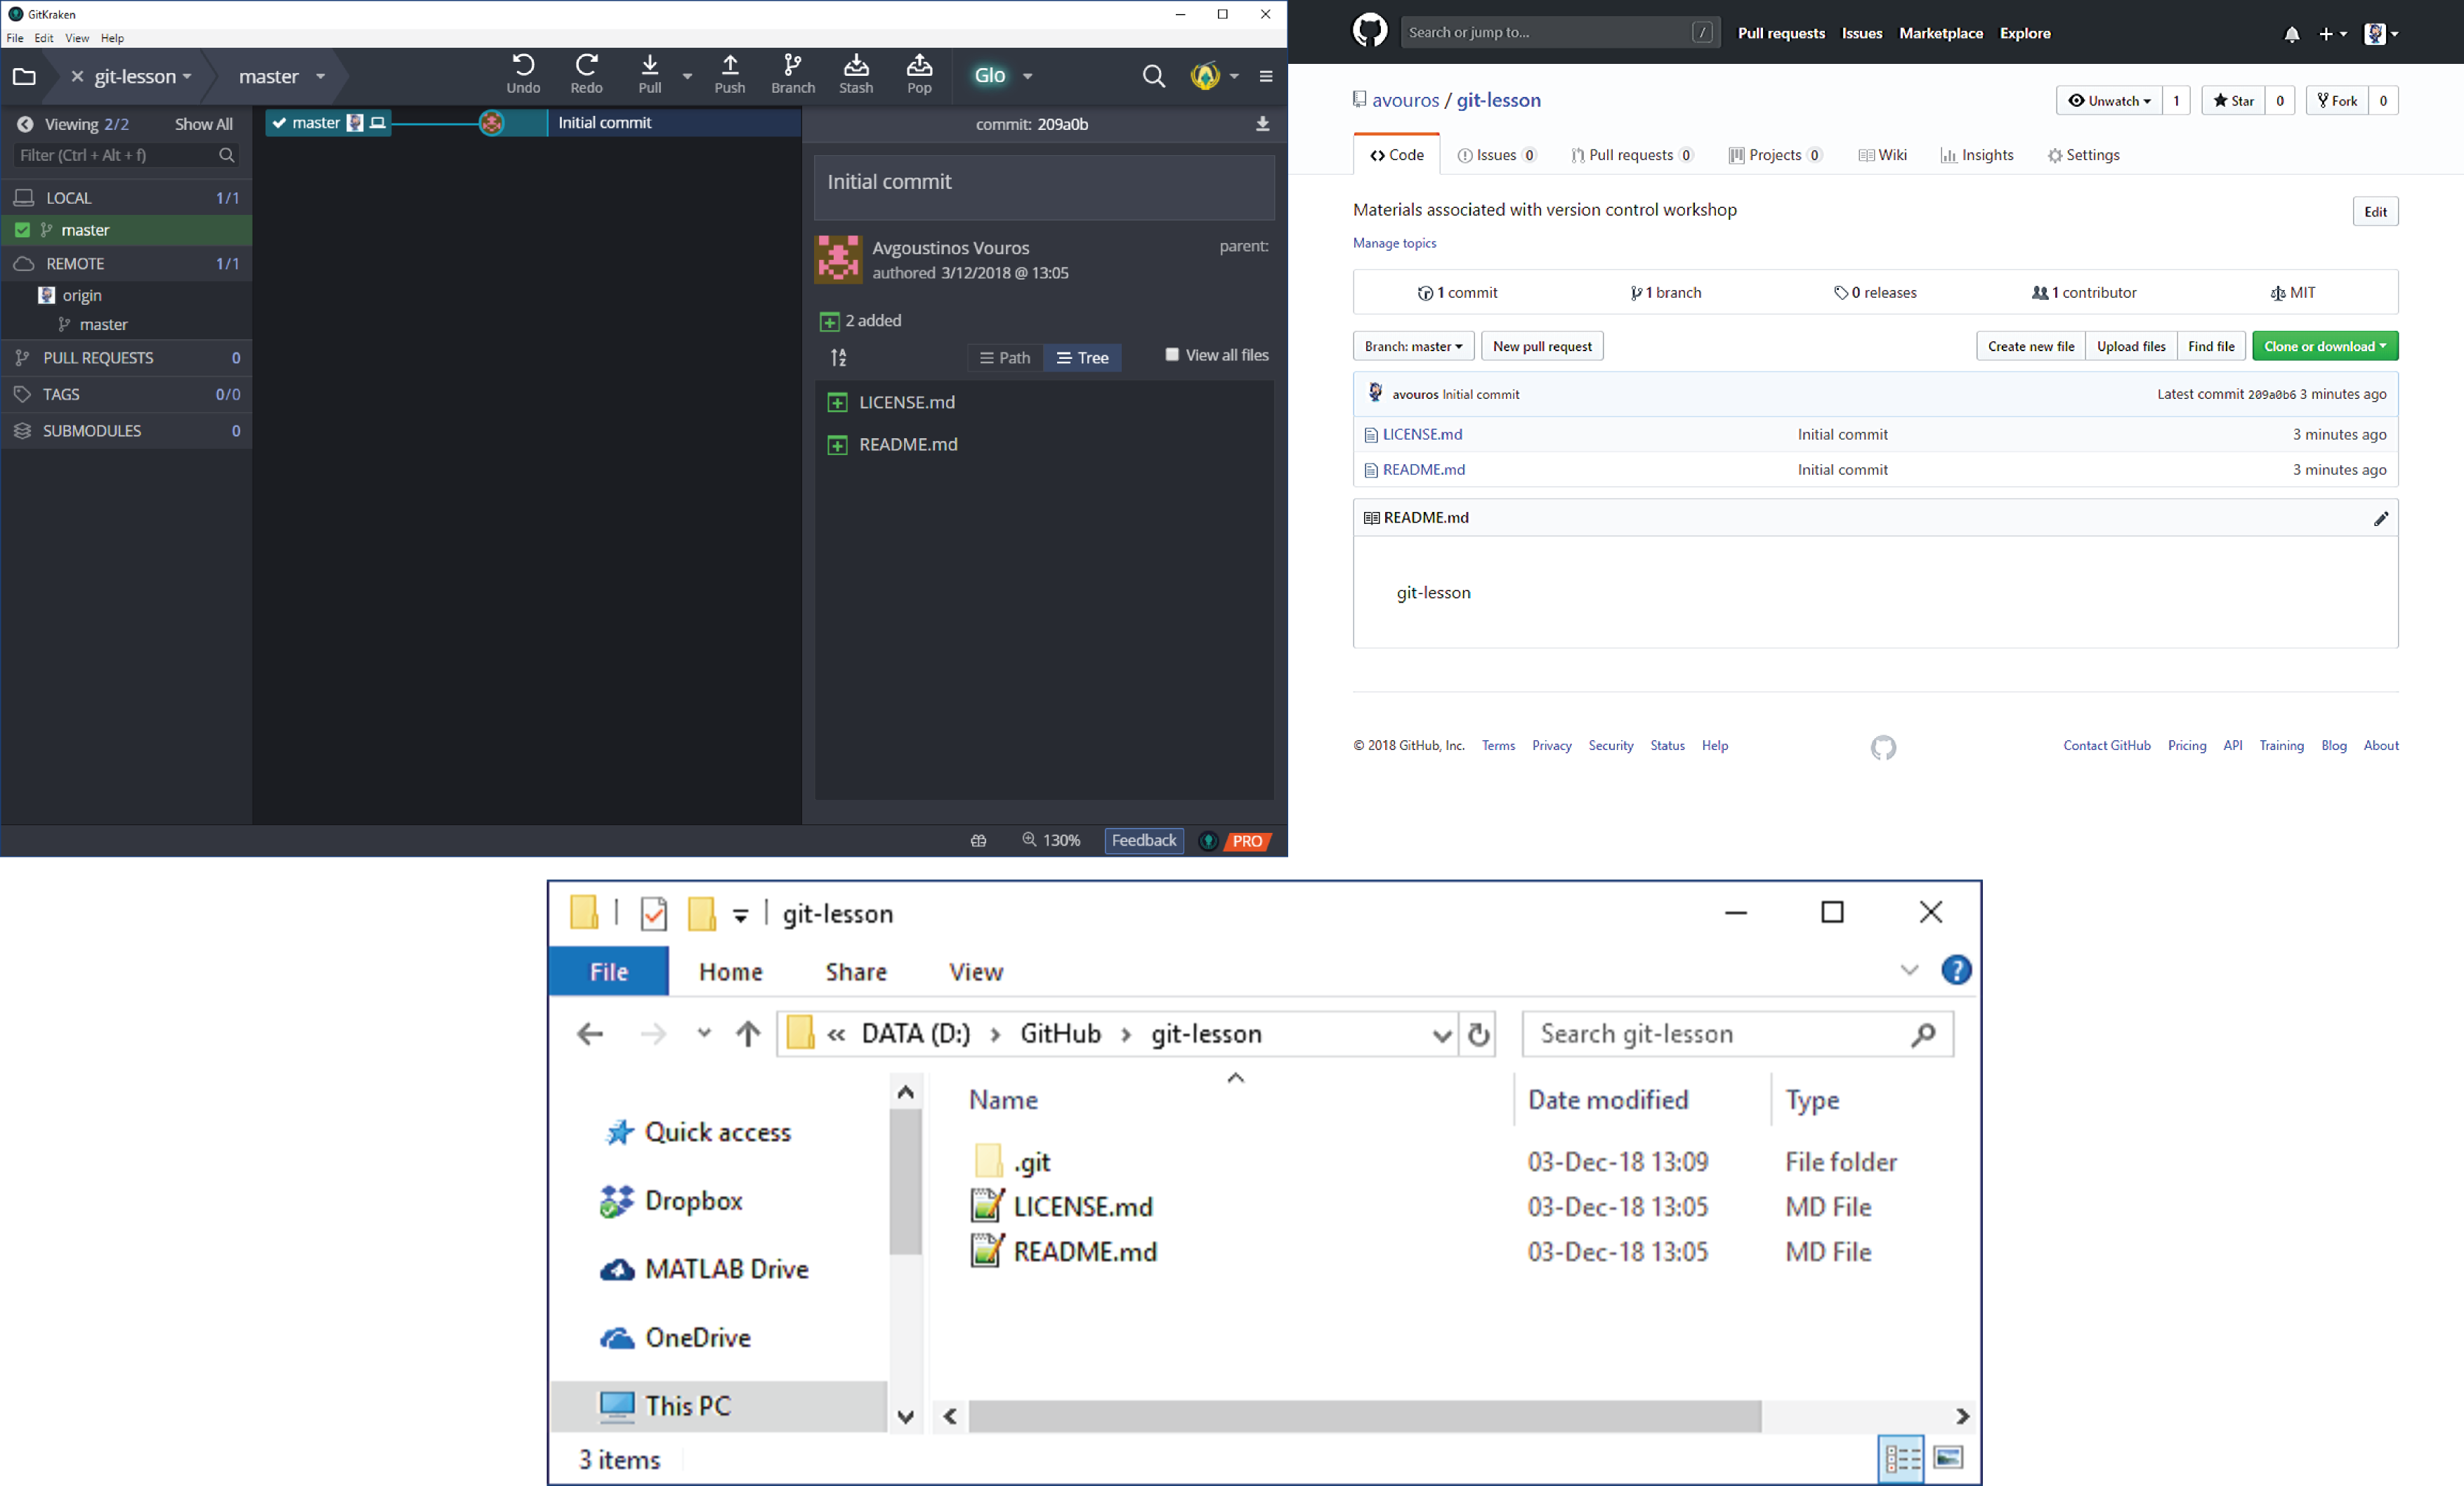 GitKraken
File Edit View Help
git-lesson master Undo Redo Pull Push Branch Stash Pop Glo
Viewing 2/2 Show All
Filter (Ctrl + Alt + f)
LOCAL 1/1
master
REMOTE 1/1
origin
master
PULL REQUESTS 0
TAGS 0/0
SUBMODULES 0
master Initial commit
commit: 209a0b
Initial commit
Avgoustinos Vouros parent:
authored 3/12/2018 @ 13:05
2 added
Path Tree View all files
LICENSE.md
README.md
130% Feedback PRO
Search or jump to... / Pull requests Issues Marketplace Explore
avouros / git-lesson Unwatch 1 Star 0 Fork 0
Code Issues 0 Pull requests 0 Projects 0 Wiki Insights Settings
Materials associated with version control workshop Edit
Manage topics
1 commit 1 branch 0 releases 1 contributor MIT
Branch: master New pull request Create new file Upload files Find file Clone or download
avouros Initial commit Latest commit 209a0b6 3 minutes ago
LICENSE.md Initial commit 3 minutes ago
README.md Initial commit 3 minutes ago
README.md
git-lesson
© 2018 GitHub, Inc. Terms Privacy Security Status Help Contact GitHub Pricing API Training Blog About
git-lesson
File Home Share View ?
« DATA (D:) › GitHub › git-lesson Search git-lesson
Name Date modified Type
Quick access
Dropbox
MATLAB Drive
OneDrive
This PC
.git 03-Dec-18 13:09 File folder
LICENSE.md 03-Dec-18 13:05 MD File
README.md 03-Dec-18 13:05 MD File
3 items